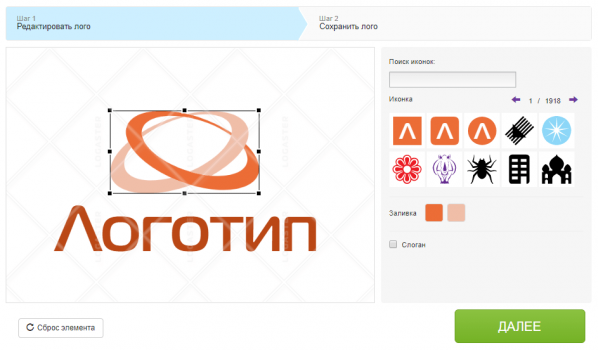 Шаг 1
Редактировать лого
Шаг 2
Сохранить лого
Поиск иконок:
Иконка
1 / 1918
Логотип
Заливка
Слоган
Сброс элемента
ДАЛЕЕ